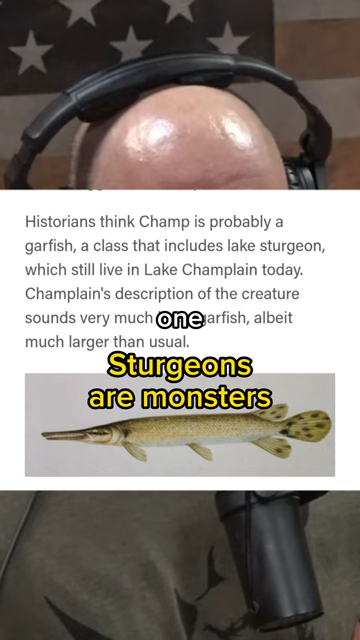 Historians think Champ is probably a
garfish, a class that includes lake sturgeon,
which still live in Lake Champlain today.
Champlain's description of the creature
sounds very much one garfish, albeit
much larger than usual.
Sturgeons
are monsters